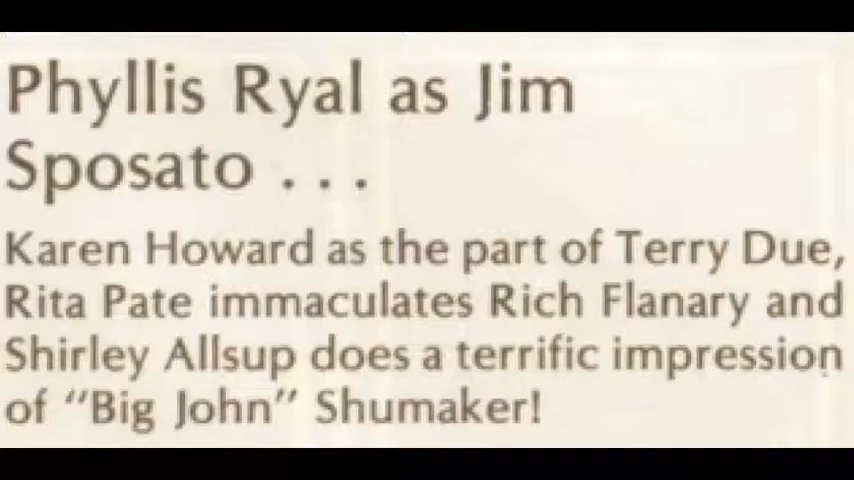 Phyllis Ryal as Jim
Sposato . . .
Karen Howard as the part of Terry Due,
Rita Pate immaculates Rich Flanary and
Shirley Allsup does a terrific impression
of "Big John" Shumaker!